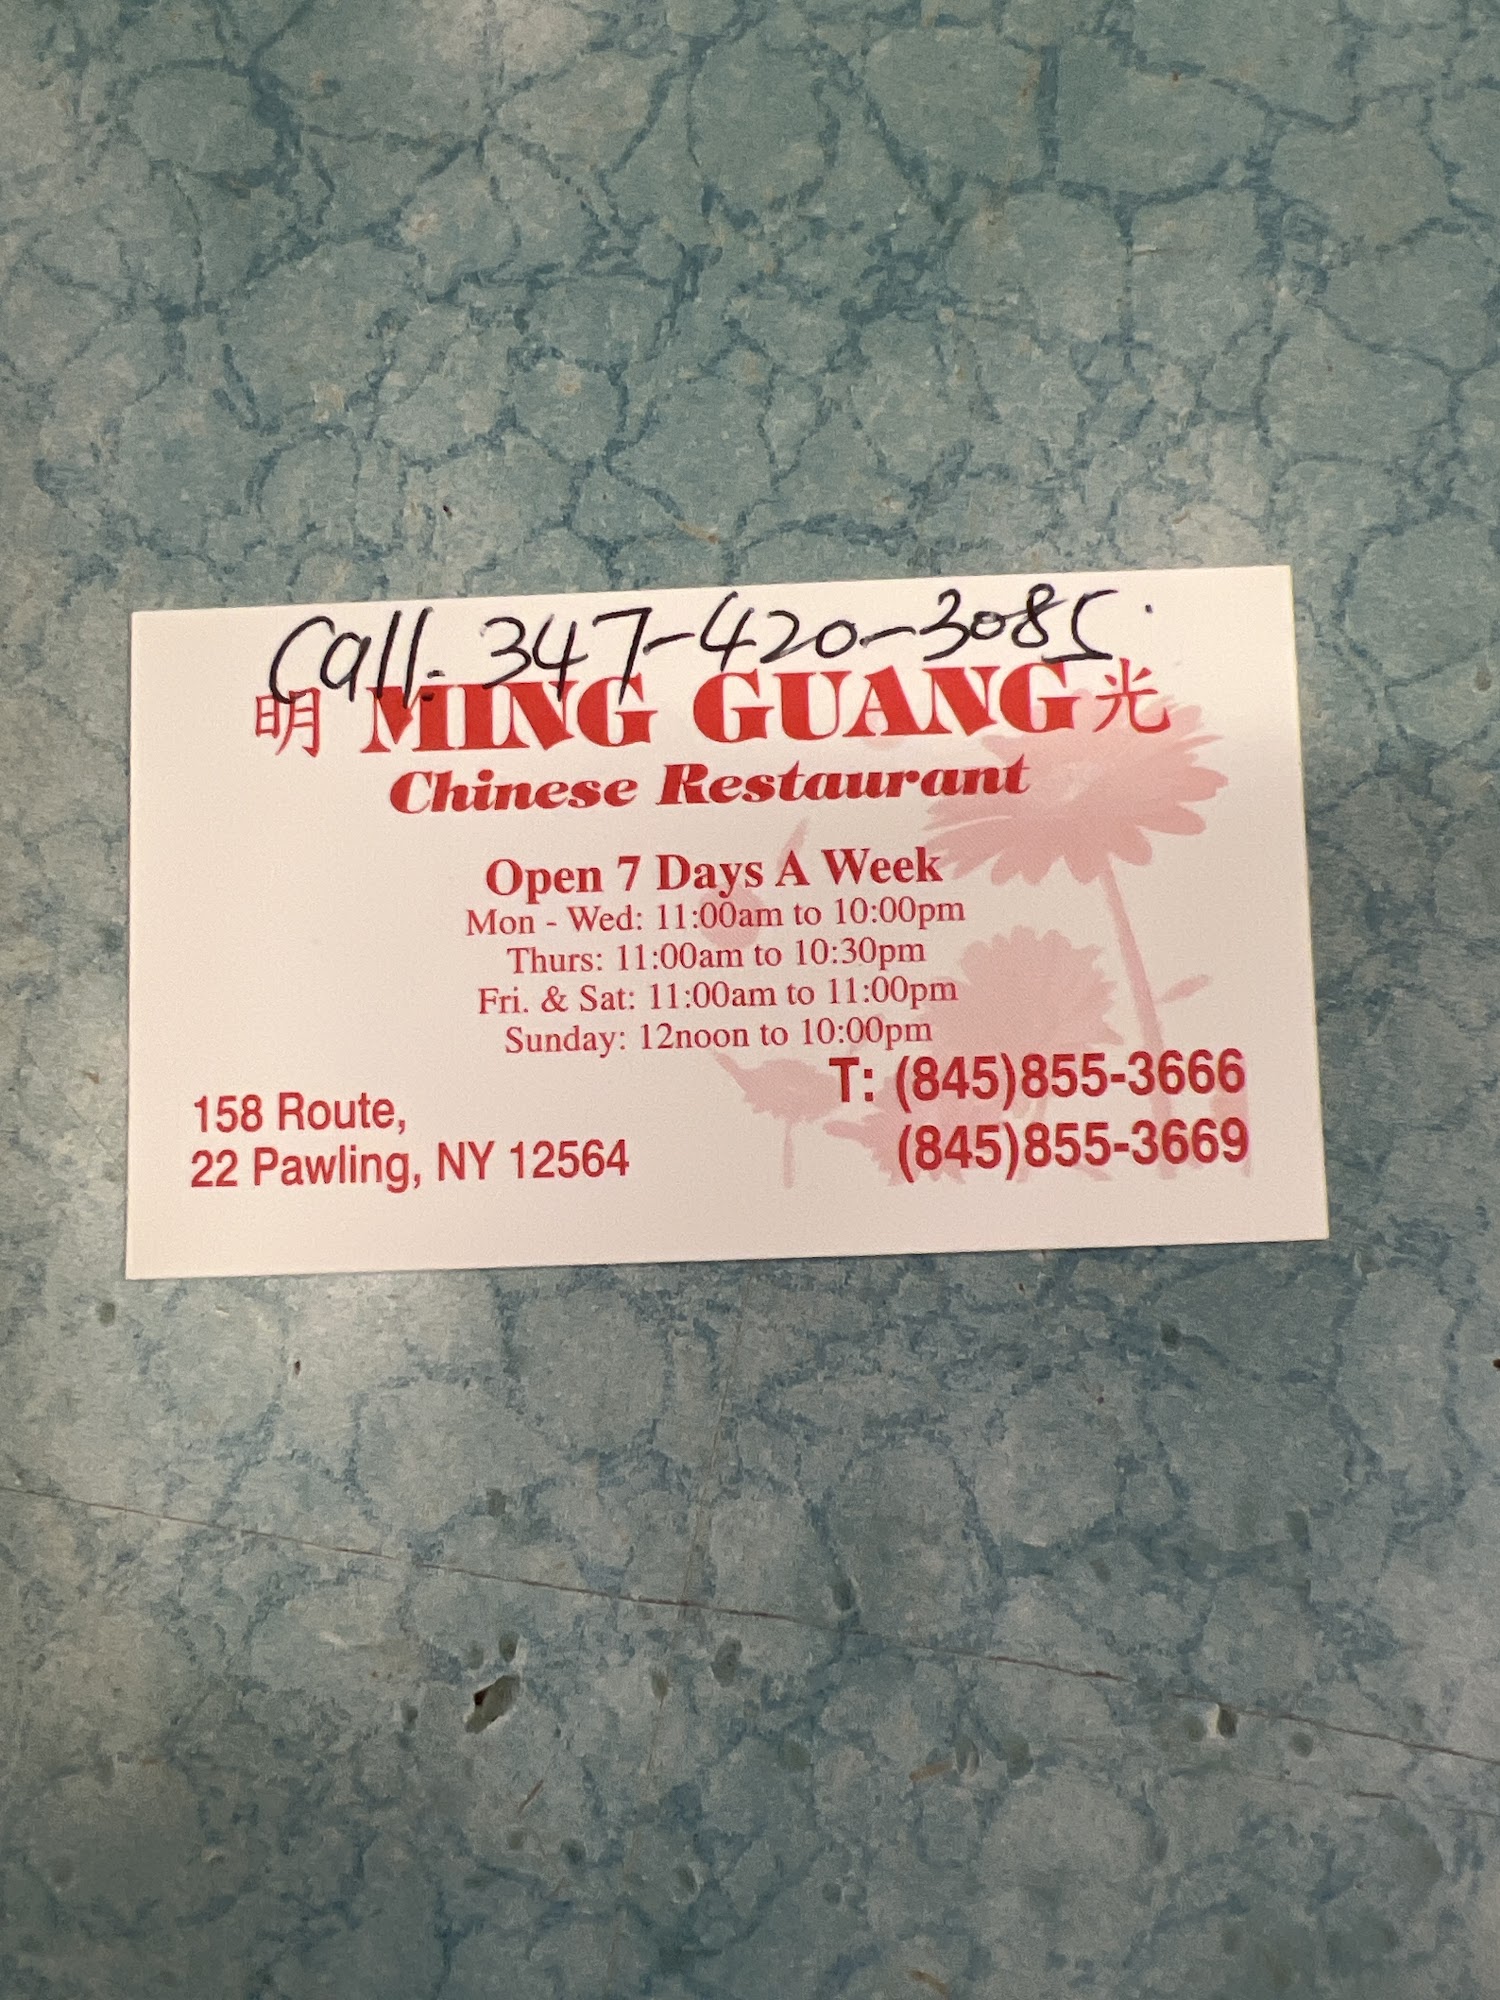 Call. 347-420-3085.
明 MING GUANG 光
Chinese Restaurant
Open 7 Days A Week
Mon - Wed: 11:00am to 10:00pm
Thurs: 11:00am to 10:30pm
Fri. & Sat: 11:00am to 11:00pm
Sunday: 12noon to 10:00pm
T: (845)855-3666
(845)855-3669
158 Route,
22 Pawling, NY 12564